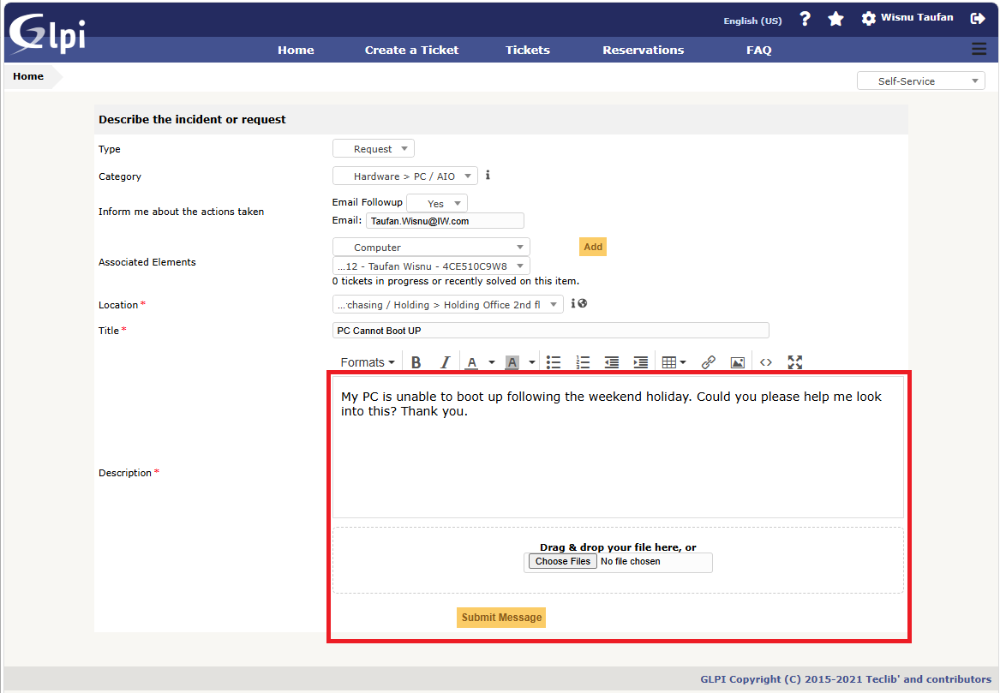 Glpi
English (US) ? Wisnu Taufan
Home Create a Ticket Tickets Reservations FAQ
Home
Self-Service
Describe the incident or request
Type Request
Category Hardware > PC / AIO i
Inform me about the actions taken
Email Followup Yes
Email: Taufan.Wisnu@IW.com
Associated Elements
Computer Add
...12 - Taufan Wisnu - 4CE510C9W8
0 tickets in progress or recently solved on this item.
Location * ...chasing / Holding > Holding Office 2nd fl i
Title * PC Cannot Boot UP
Formats B I A A
My PC is unable to boot up following the weekend holiday. Could you please help me look
into this? Thank you.
Description *
Drag & drop your file here, or
Choose Files No file chosen
Submit Message
GLPI Copyright (C) 2015-2021 Teclib' and contributors